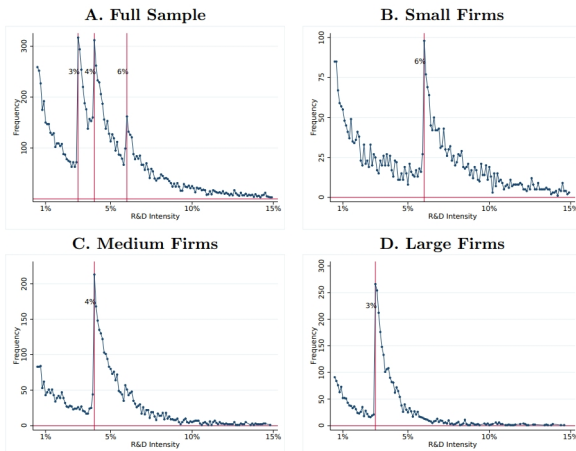 A. Full Sample
Frequency
300
200
100
3% 4% 6%
1% 5% 10% 15%
R&D Intensity
B. Small Firms
Frequency
100
75
50
25
0
6%
1% 5% 10% 15%
R&D Intensity
C. Medium Firms
Frequency
200
150
100
50
0
4%
1% 5% 10% 15%
R&D Intensity
D. Large Firms
Frequency
300
250
200
150
100
50
0
3%
1% 5% 10% 15%
R&D Intensity